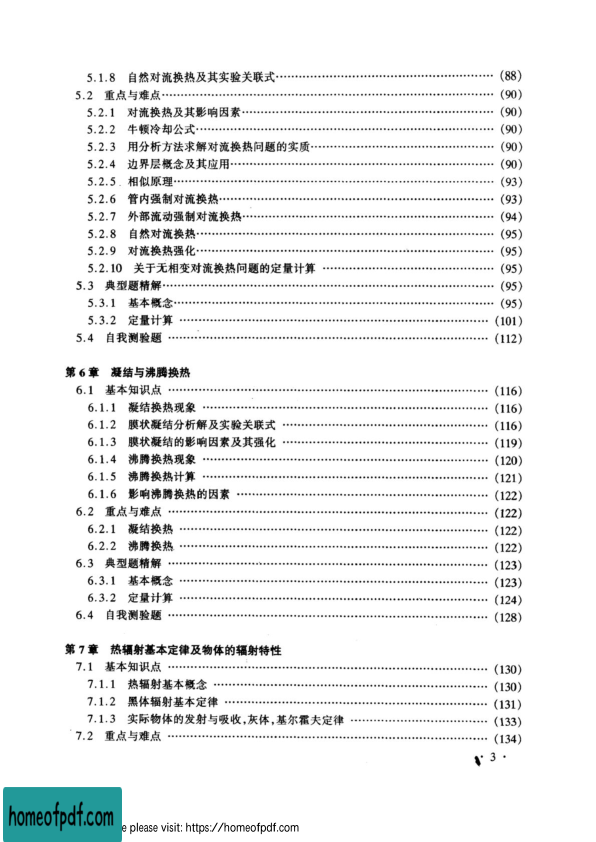 5.1.8 自然对流换热及其实验关联式……(88)
5.2 重点与难点……(90)
5.2.1 对流换热及其影响因素……(90)
5.2.2 牛顿冷却公式……(90)
5.2.3 用分析方法求解对流换热问题的实质……(90)
5.2.4 边界层概念及其应用……(90)
5.2.5 相似原理……(93)
5.2.6 管内强制对流换热……(93)
5.2.7 外部流动强制对流换热……(94)
5.2.8 自然对流换热……(95)
5.2.9 对流换热强化……(95)
5.2.10 关于无相变对流换热问题的定量计算……(95)
5.3 典型题精解……(95)
5.3.1 基本概念……(95)
5.3.2 定量计算……(101)
5.4 自我测验题……(112)
第6章 凝结与沸腾换热
6.1 基本知识点……(116)
6.1.1 凝结换热现象……(116)
6.1.2 膜状凝结分析解及实验关联式……(116)
6.1.3 膜状凝结的影响因素及其强化……(119)
6.1.4 沸腾换热现象……(120)
6.1.5 沸腾换热计算……(121)
6.1.6 影响沸腾换热的因素……(122)
6.2 重点与难点……(122)
6.2.1 凝结换热……(122)
6.2.2 沸腾换热……(122)
6.3 典型题精解……(123)
6.3.1 基本概念……(123)
6.3.2 定量计算……(124)
6.4 自我测验题……(128)
第7章 热辐射基本定律及物体的辐射特性
7.1 基本知识点……(130)
7.1.1 热辐射基本概念……(130)
7.1.2 黑体辐射基本定律……(131)
7.1.3 实际物体的发射与吸收,灰体,基尔霍夫定律……(133)
7.2 重点与难点……(134)
· 3 ·
homeofpdf.com
e please visit: https://homeofpdf.com